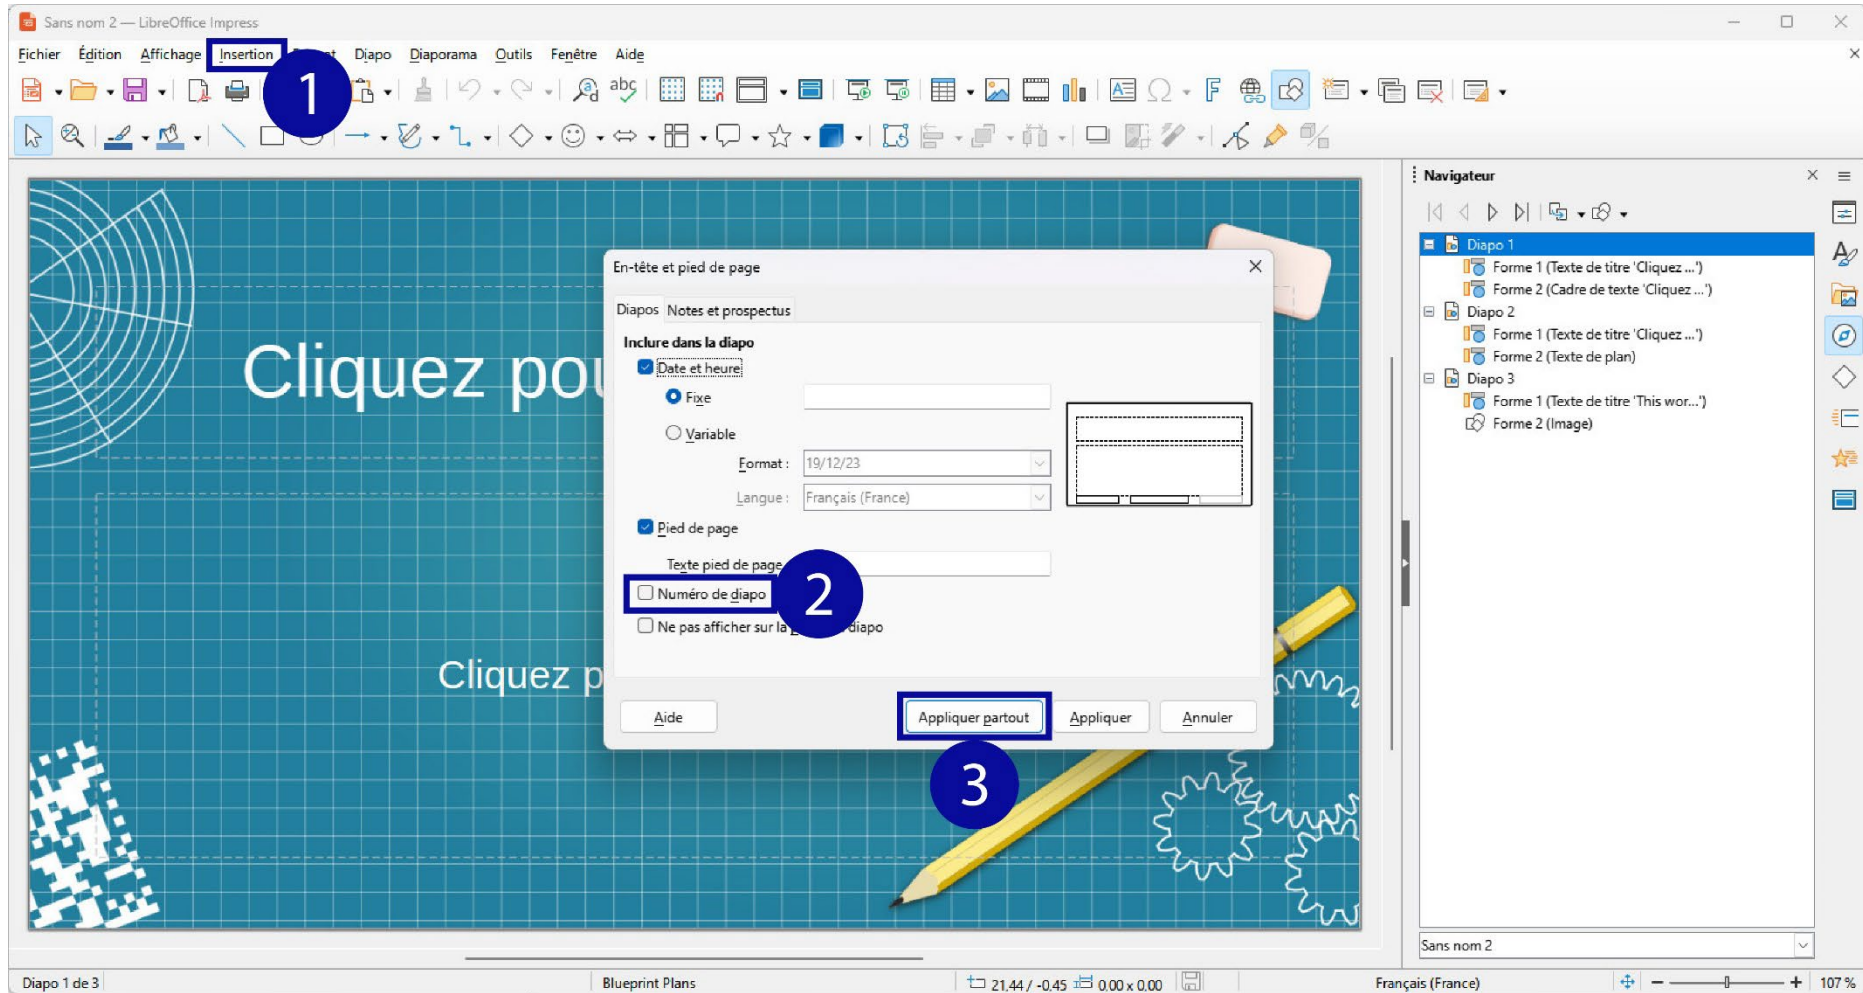 Sans nom 2 — LibreOffice Impress
Fichier Édition Affichage Insertion Diapo Diaporama Outils Fenêtre Aide
1
Cliquez
Cliquez
En-tête et pied de page
Diapos Notes et prospectus
Inclure dans la diapo
Date et heure
Fixe
Variable
Format : 19/12/23
Langue : Français (France)
Pied de page
Texte pied de page
Numéro de diapo
2
Ne pas afficher sur la diapo
Aide Appliquer partout Appliquer Annuler
3
Navigateur
Diapo 1
Forme 1 (Texte de titre 'Cliquez ...')
Forme 2 (Cadre de texte 'Cliquez ...')
Diapo 2
Forme 1 (Texte de titre 'Cliquez ...')
Forme 2 (Texte de plan)
Diapo 3
Forme 1 (Texte de titre 'This wor...')
Forme 2 (Image)
Sans nom 2
Diapo 1 de 3 Blueprint Plans 21,44 / -0,45 0,00 x 0,00 Français (France) 107 %